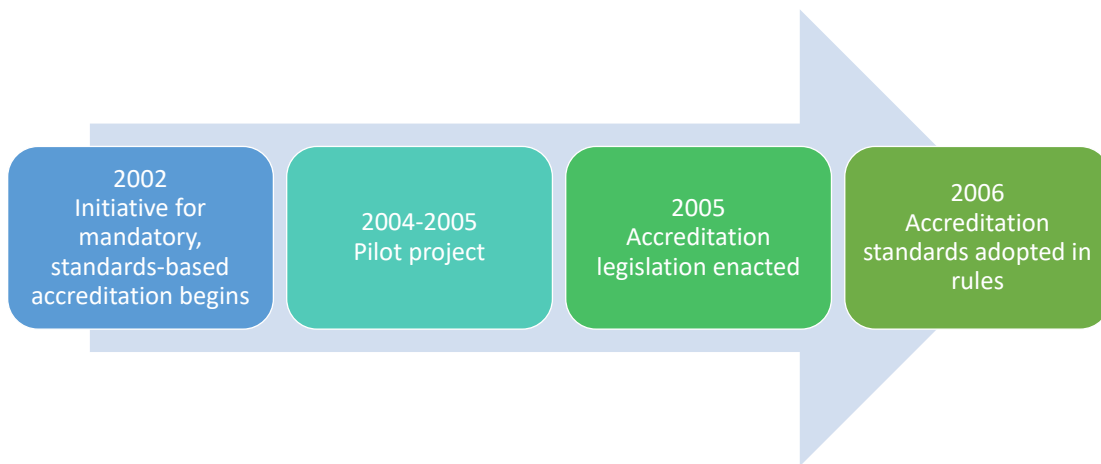 2002
Initiative for
mandatory,
standards-based
accreditation begins
2004-2005
Pilot project
2005
Accreditation
legislation enacted
2006
Accreditation
standards adopted in
rules